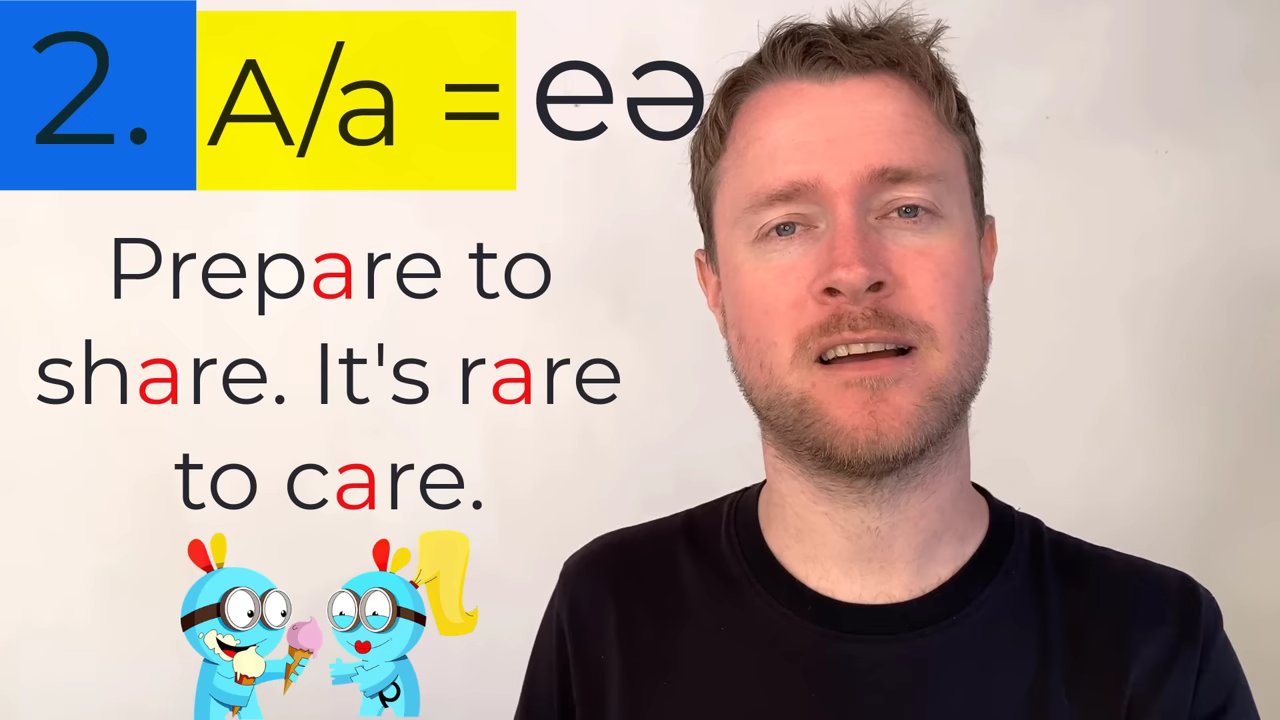 2. A/a = eə
Prepare to
share. It's rare
to care.